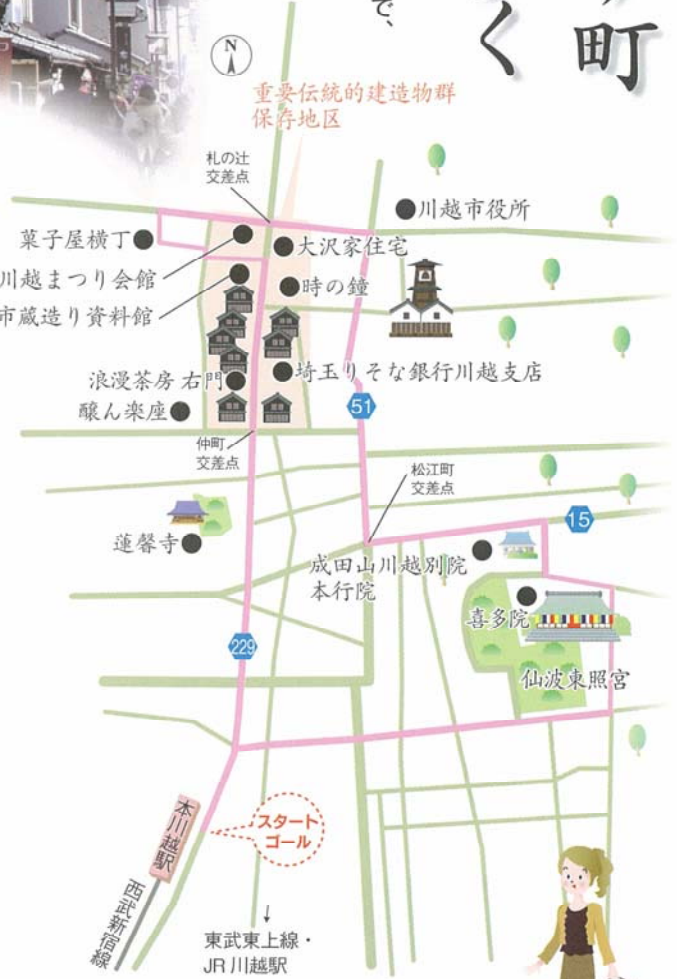 で、
町
く
N
重要伝統的建造物群
保存地区
札の辻
交差点
川越市役所
菓子屋横丁
大沢家住宅
川越まつり会館
時の鐘
市蔵造り資料館
埼玉りそな銀行川越支店
浪漫茶房 右門
醸ん楽座
51
仲町
交差点
松江町
交差点
15
蓮馨寺
成田山川越別院
本行院
喜多院
229
仙波東照宮
スタート
ゴール
本川越駅
西武新宿線
↓
東武東上線・
JR 川越駅